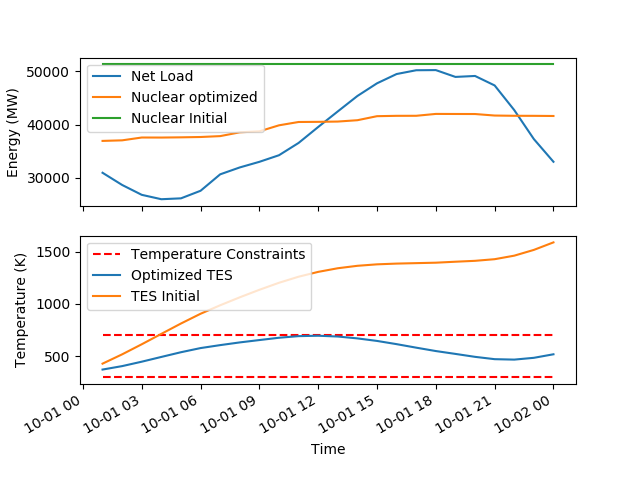 50000
40000
30000
Energy (MW)
Net Load
Nuclear optimized
Nuclear Initial
1500
1000
500
Temperature (K)
Temperature Constraints
Optimized TES
TES Initial
10-01 00
10-01 03
10-01 06
10-01 09
10-01 12
10-01 15
10-01 18
10-01 21
10-02 00
Time